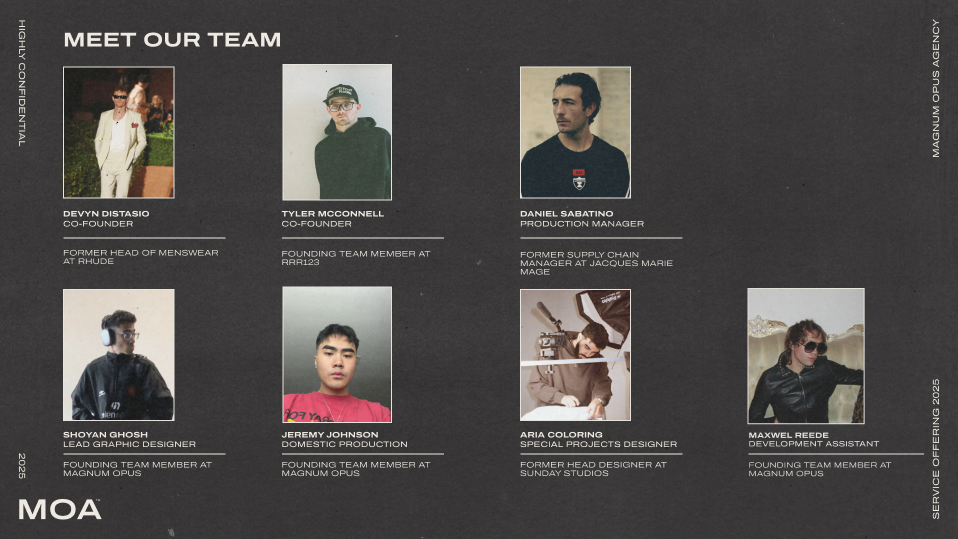 MEET OUR TEAM
HIGHLY CONFIDENTIAL
MAGNUM OPUS AGENCY
DEVYN DISTASIO
CO-FOUNDER
FORMER HEAD OF MENSWEAR
AT RHUDE
TYLER MCCONNELL
CO-FOUNDER
FOUNDING TEAM MEMBER AT
RRR123
DANIEL SABATINO
PRODUCTION MANAGER
FORMER SUPPLY CHAIN
MANAGER AT JACQUES MARIE
MAGE
SHOYAN GHOSH
LEAD GRAPHIC DESIGNER
FOUNDING TEAM MEMBER AT
MAGNUM OPUS
JEREMY JOHNSON
DOMESTIC PRODUCTION
FOUNDING TEAM MEMBER AT
MAGNUM OPUS
ARIA COLORING
SPECIAL PROJECTS DESIGNER
FORMER HEAD DESIGNER AT
SUNDAY STUDIOS
MAXWEL REEDE
DEVELOPMENT ASSISTANT
FOUNDING TEAM MEMBER AT
MAGNUM OPUS
2025
SERVICE OFFERING 2025
MOA™